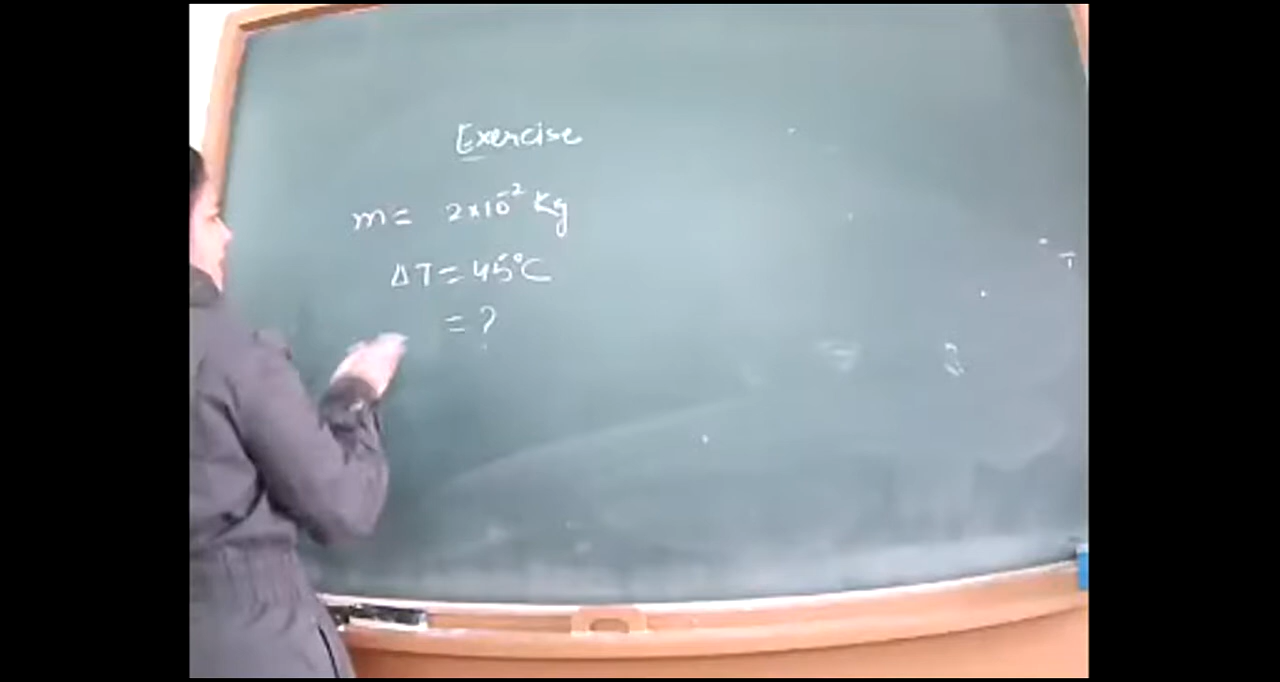 Exercise
m = 2×10⁻² Kg
ΔT = 45°C
= ?